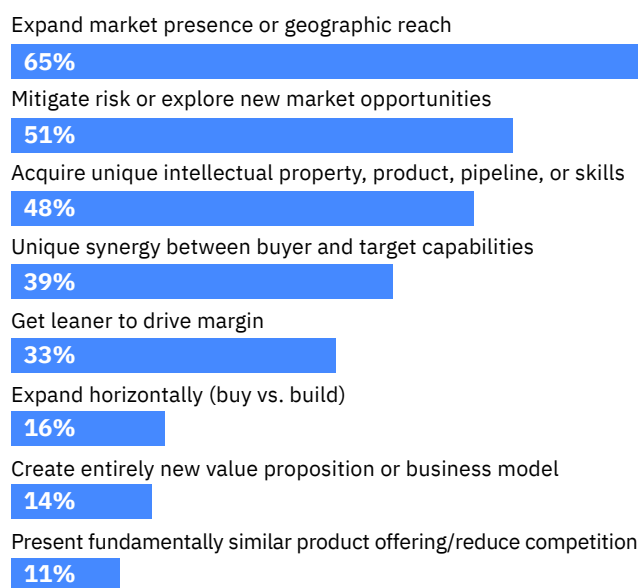 Expand market presence or geographic reach
65%
Mitigate risk or explore new market opportunities
51%
Acquire unique intellectual property, product, pipeline, or skills
48%
Unique synergy between buyer and target capabilities
39%
Get leaner to drive margin
33%
Expand horizontally (buy vs. build)
16%
Create entirely new value proposition or business model
14%
Present fundamentally similar product offering/reduce competition
11%